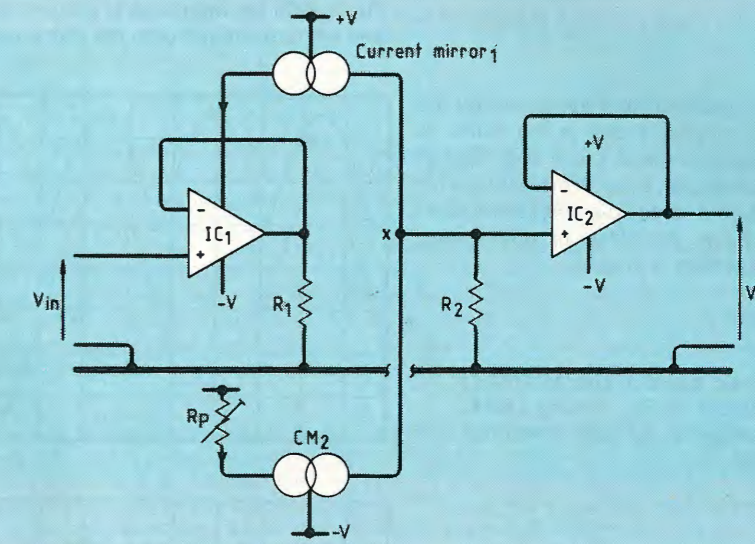 +V
Current mirror1
+V
-
IC1
+
-V
-
IC2
+
-V
x
Vin
R1
R2
V
Rp
CM2
-V